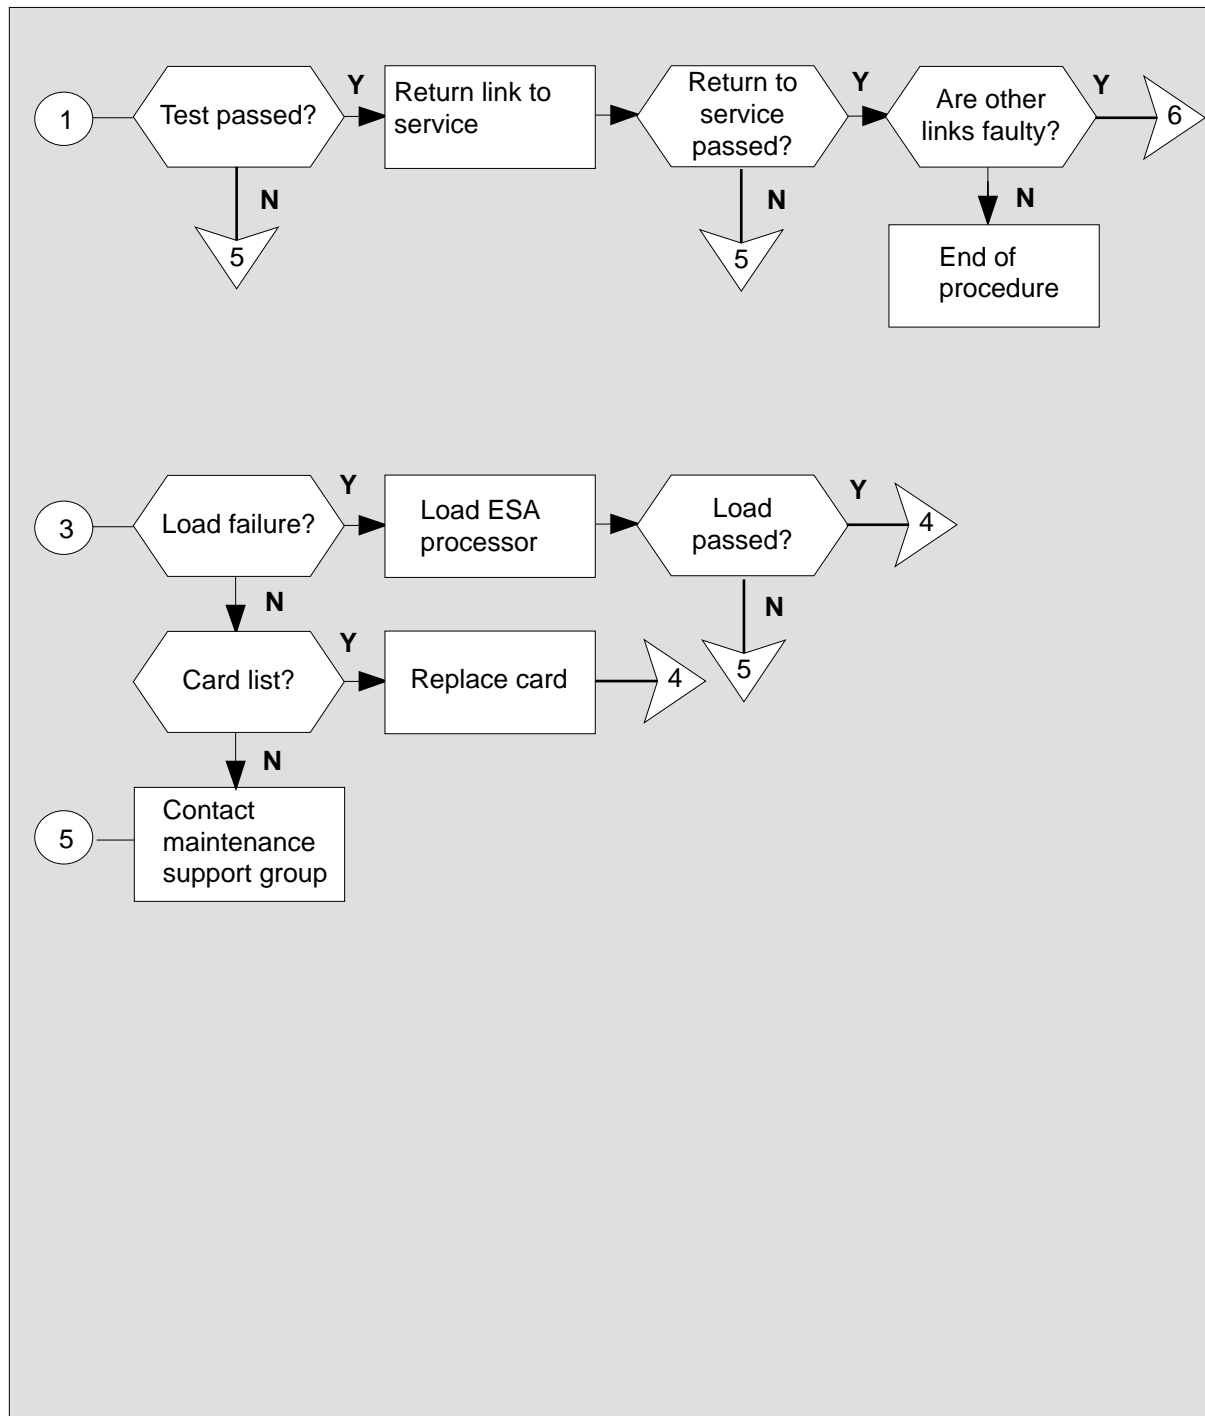 1
Test passed?
Y
Return link to
service
Return to
service
passed?
Y
Are other
links faulty?
Y
6
N
5
N
5
N
End of
procedure
3
Load failure?
Y
Load ESA
processor
Load
passed?
Y
4
N
N
5
Card list?
Y
Replace card
4
N
5
Contact
maintenance
support group